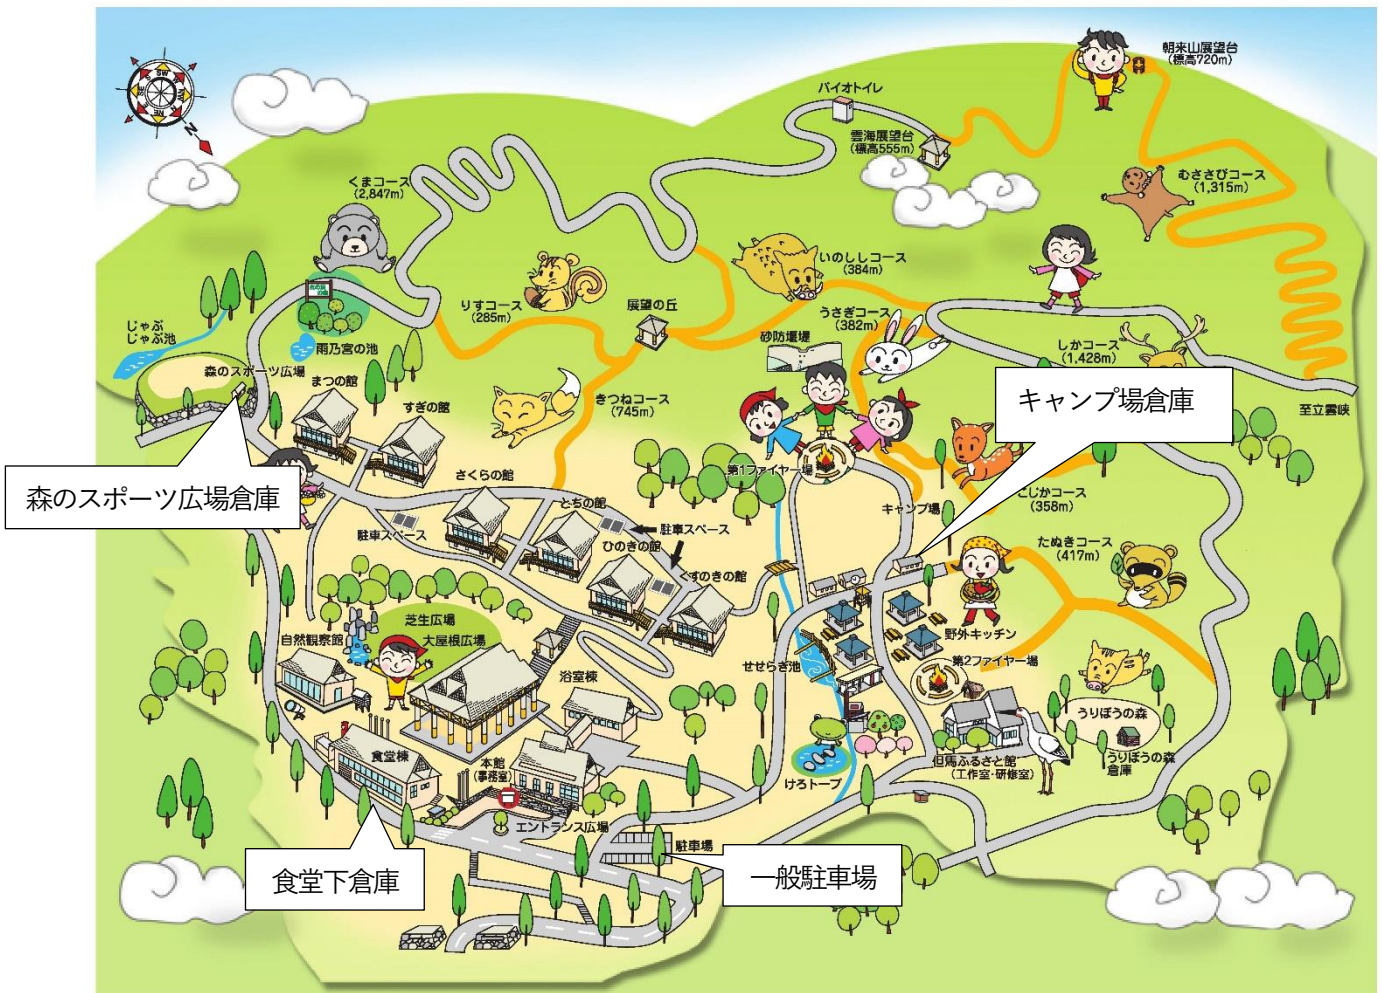 朝来山展望台
(標高720m)
バイオトイレ
雲海展望台
(標高555m)
N
SW
SE
NE
NW
くまコース
(2,847m)
むささびコース
(1,315m)
いのししコース
(384m)
りすコース
(285m)
展望の丘
うさぎコース
(382m)
じゃぶ
じゃぶ池
雨乃宮の池
砂防堰堤
しかコース
(1,428m)
森のスポーツ広場
まつの館
すぎの館
きつねコース
(745m)
キャンプ場倉庫
至立雲峡
森のスポーツ広場倉庫
さくらの館
第1ファイヤー場
とちの館
駐車スペース
駐車スペース
キャンプ場
こじかコース
(358m)
ひのきの館
くすのきの館
たぬきコース
(417m)
芝生広場
大屋根広場
自然観察館
野外キッチン
せせらぎ池
第2ファイヤー場
浴室棟
うりぼうの森
食堂棟
本館
(事務室)
けろトープ
但馬ふるさと館
(工作室・研修室)
うりぼうの森
倉庫
エントランス広場
駐車場
食堂下倉庫
一般駐車場